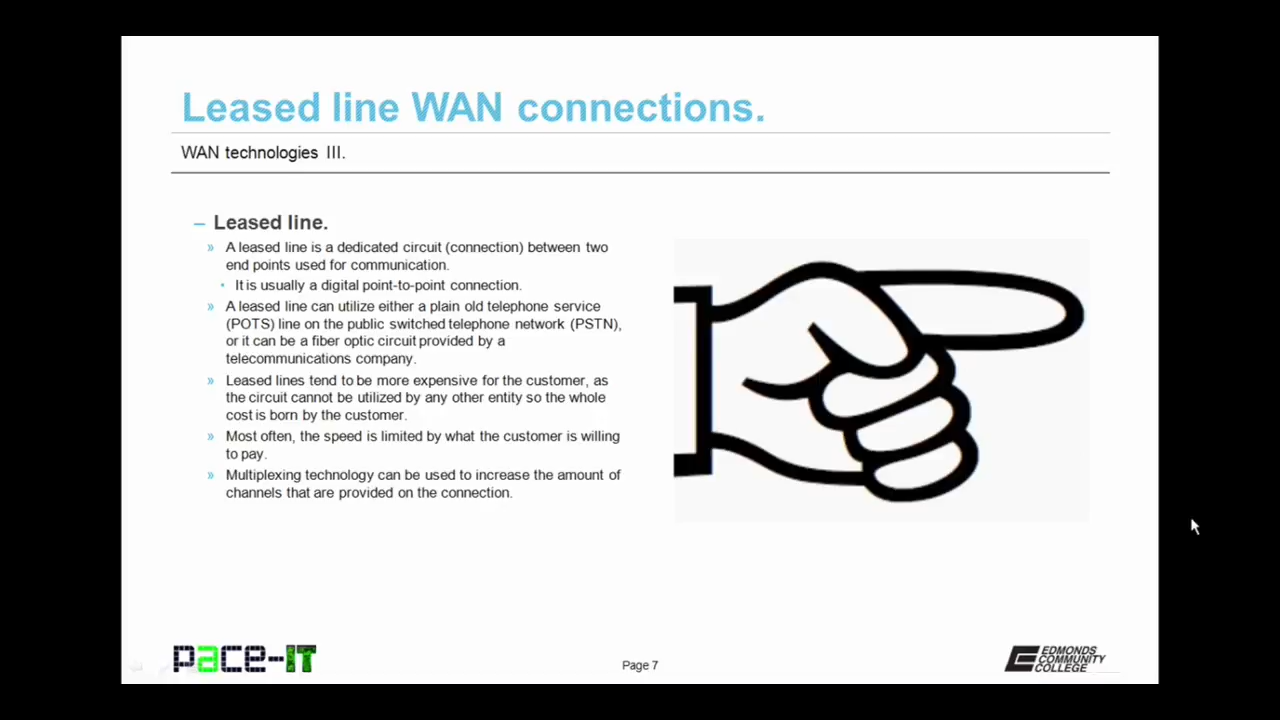 Leased line WAN connections.
WAN technologies III.
– Leased line.
» A leased line is a dedicated circuit (connection) between two
end points used for communication.
• It is usually a digital point-to-point connection.
» A leased line can utilize either a plain old telephone service
(POTS) line on the public switched telephone network (PSTN),
or it can be a fiber optic circuit provided by a
telecommunications company.
» Leased lines tend to be more expensive for the customer, as
the circuit cannot be utilized by any other entity so the whole
cost is born by the customer.
» Most often, the speed is limited by what the customer is willing
to pay.
» Multiplexing technology can be used to increase the amount of
channels that are provided on the connection.
pace-IT
Page 7
EDMONDS
COMMUNITY
COLLEGE